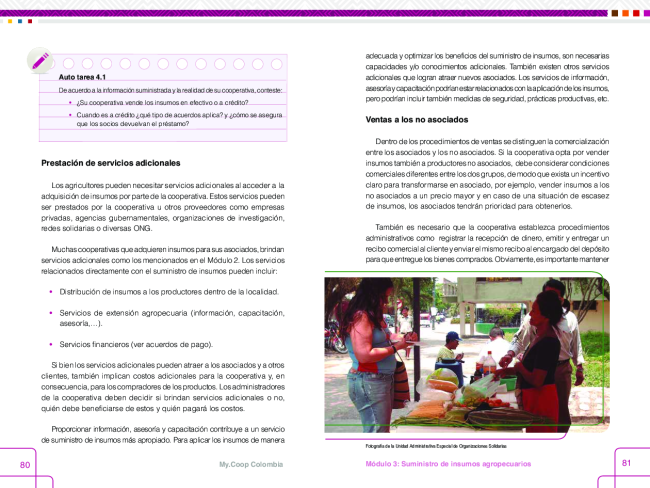 Auto tarea 4.1
De acuerdo a la información suministrada y la realidad de su cooperativa, conteste:
• ¿Su cooperativa vende los insumos en efectivo o a crédito?
• Cuando es a crédito ¿qué tipo de acuerdos aplica? y ¿cómo se asegura
que los socios devuelvan el préstamo?
Prestación de servicios adicionales
Los agricultores pueden necesitar servicios adicionales al acceder a la
adquisición de insumos por parte de la cooperativa. Estos servicios pueden
ser prestados por la cooperativa u otros proveedores como empresas
privadas, agencias gubernamentales, organizaciones de investigación,
redes solidarias o diversas ONG.
Muchas cooperativas que adquieren insumos para sus asociados, brindan
servicios adicionales como los mencionados en el Módulo 2. Los servicios
relacionados directamente con el suministro de insumos pueden incluir:
• Distribución de insumos a los productores dentro de la localidad.
• Servicios de extensión agropecuaria (información, capacitación,
asesoría,…).
• Servicios financieros (ver acuerdos de pago).
Si bien los servicios adicionales pueden atraer a los asociados y a otros
clientes, también implican costos adicionales para la cooperativa y, en
consecuencia, para los compradores de los productos. Los administradores
de la cooperativa deben decidir si brindan servicios adicionales o no,
quién debe beneficiarse de estos y quién pagará los costos.
Proporcionar información, asesoría y capacitación contribuye a un servicio
de suministro de insumos más apropiado. Para aplicar los insumos de manera
80
My.Coop Colombia
adecuada y optimizar los beneficios del suministro de insumos, son necesarias
capacidades y/o conocimientos adicionales. También existen otros servicios
adicionales que logran atraer nuevos asociados. Los servicios de información,
asesoría y capacitación podrían estar relacionados con la aplicación de los insumos,
pero podrían incluir también medidas de seguridad, prácticas productivas, etc.
Ventas a los no asociados
Dentro de los procedimientos de ventas se distinguen la comercialización
entre los asociados y los no asociados. Si la cooperativa opta por vender
insumos también a productores no asociados, debe considerar condiciones
comerciales diferentes entre los dos grupos, de modo que exista un incentivo
claro para transformarse en asociado, por ejemplo, vender insumos a los
no asociados a un precio mayor y en caso de una situación de escasez
de insumos, los asociados tendrán prioridad para obtenerlos.
También es necesario que la cooperativa establezca procedimientos
administrativos como registrar la recepción de dinero, emitir y entregar un
recibo comercial al cliente y enviar el mismo recibo al encargado del depósito
para que entregue los bienes comprados. Obviamente, es importante mantener
Fotografía de la Unidad Administrativa Especial de Organizaciones Solidarias
Módulo 3: Suministro de insumos agropecuarios
81